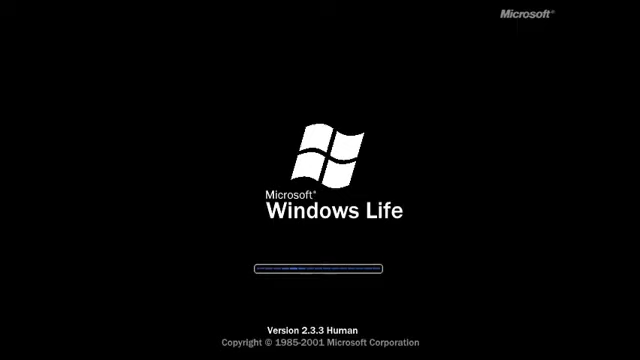 Microsoft®
Microsoft®
Windows Life
Version 2.3.3 Human
Copyright © 1985-2001 Microsoft Corporation